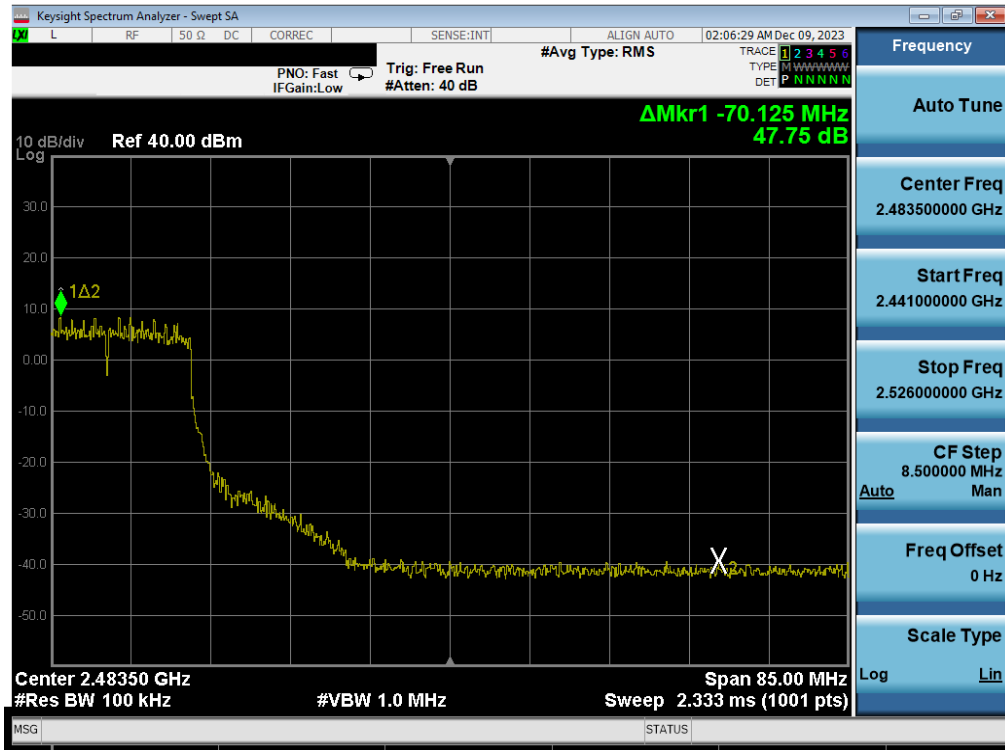 Keysight Spectrum Analyzer - Swept SA
LXI L RF 50 Ω DC CORREC SENSE:INT ALIGN AUTO 02:06:29 AM Dec 09, 2023
#Avg Type: RMS
TRACE 1 2 3 4 5 6
TYPE M W W W W W
DET P N N N N N
PNO: Fast
IFGain:Low
Trig: Free Run
#Atten: 40 dB
ΔMkr1 -70.125 MHz
47.75 dB
10 dB/div
Log
Ref 40.00 dBm
30.0
20.0
10.0
0.00
-10.0
-20.0
-30.0
-40.0
-50.0
1Δ2
X2
Center 2.48350 GHz
Span 85.00 MHz
#Res BW 100 kHz
#VBW 1.0 MHz
Sweep 2.333 ms (1001 pts)
MSG
STATUS
Frequency
Auto Tune
Center Freq
2.483500000 GHz
Start Freq
2.441000000 GHz
Stop Freq
2.526000000 GHz
CF Step
8.500000 MHz
Auto Man
Freq Offset
0 Hz
Scale Type
Log Lin